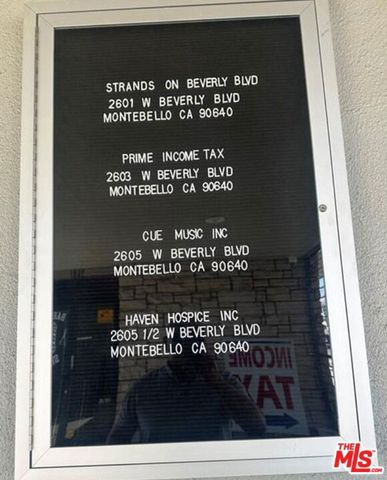 STRANDS ON BEVERLY BLVD
2601 W BEVERLY BLVD
MONTEBELLO CA 90640
PRIME INCOME TAX
2603 W BEVERLY BLVD
MONTEBELLO CA 90640
CUE MUSIC INC
2605 W BEVERLY BLVD
MONTEBELLO CA 90640
HAVEN HOSPICE INC
2605 1/2 W BEVERLY BLVD
MONTEBELLO CA 90640
INCOME
TAX
THE
MLS
.COM